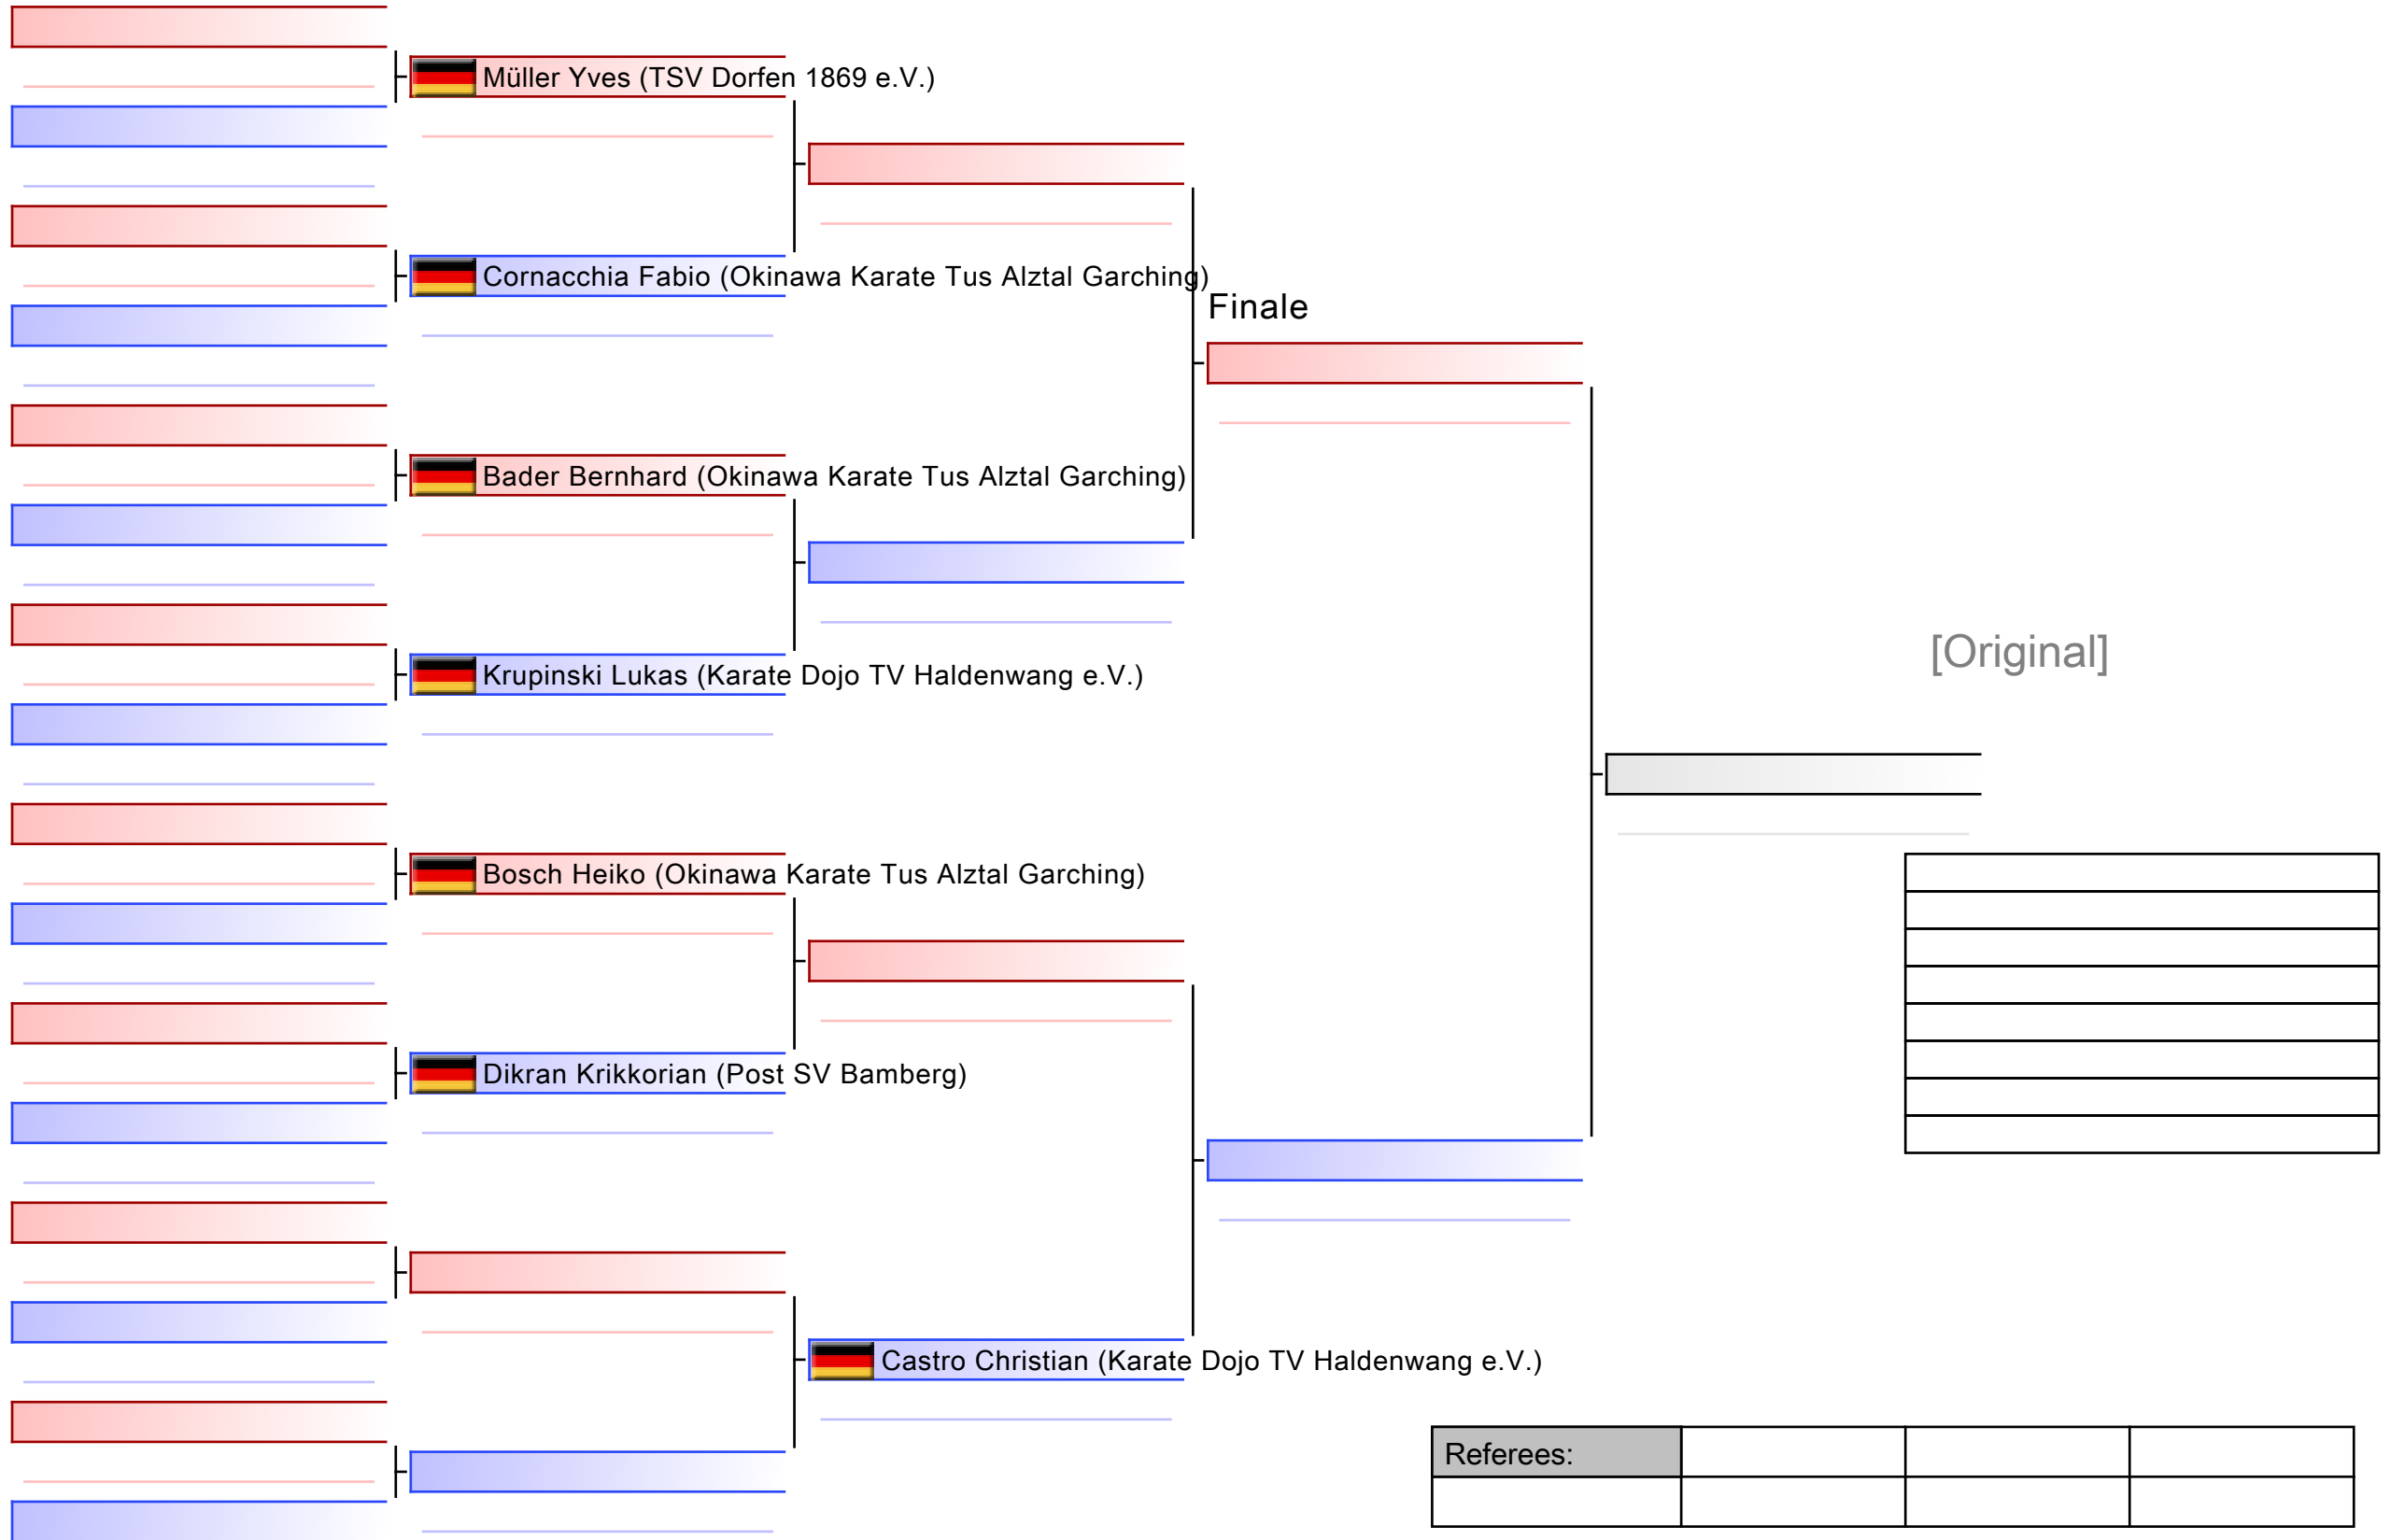 Müller Yves (TSV Dorfen 1869 e.V.)
Cornacchia Fabio (Okinawa Karate Tus Alztal Garching)
Finale
Bader Bernhard (Okinawa Karate Tus Alztal Garching)
[Original]
Krupinski Lukas (Karate Dojo TV Haldenwang e.V.)
Bosch Heiko (Okinawa Karate Tus Alztal Garching)
Dikran Krikkorian (Post SV Bamberg)
Castro Christian (Karate Dojo TV Haldenwang e.V.)
Referees: